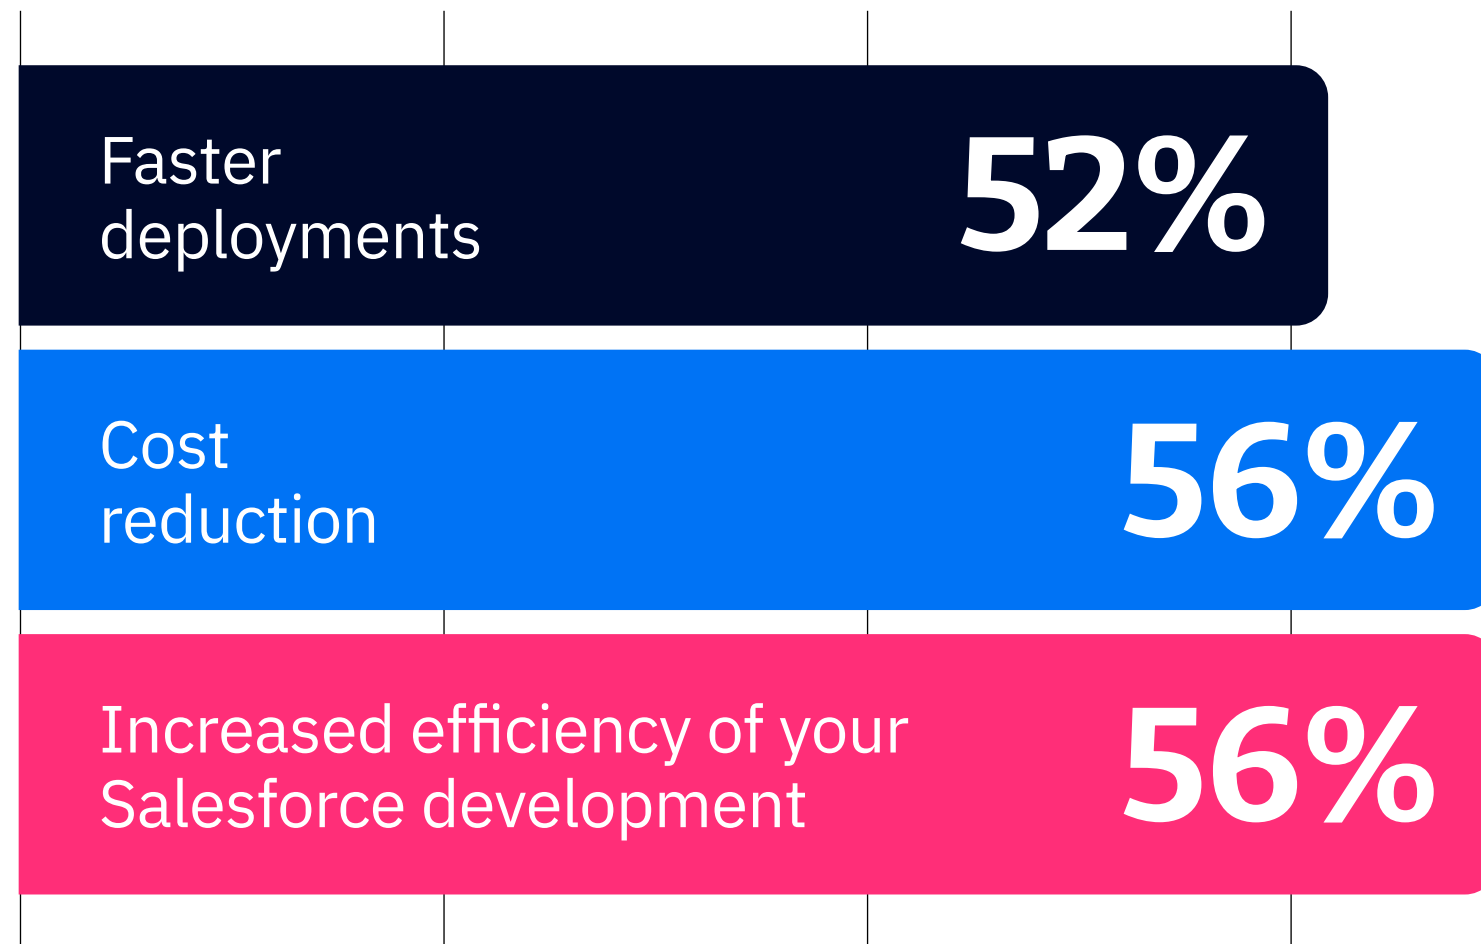 Faster
deployments
52%
Cost
reduction
56%
Increased efficiency of your
Salesforce development
56%